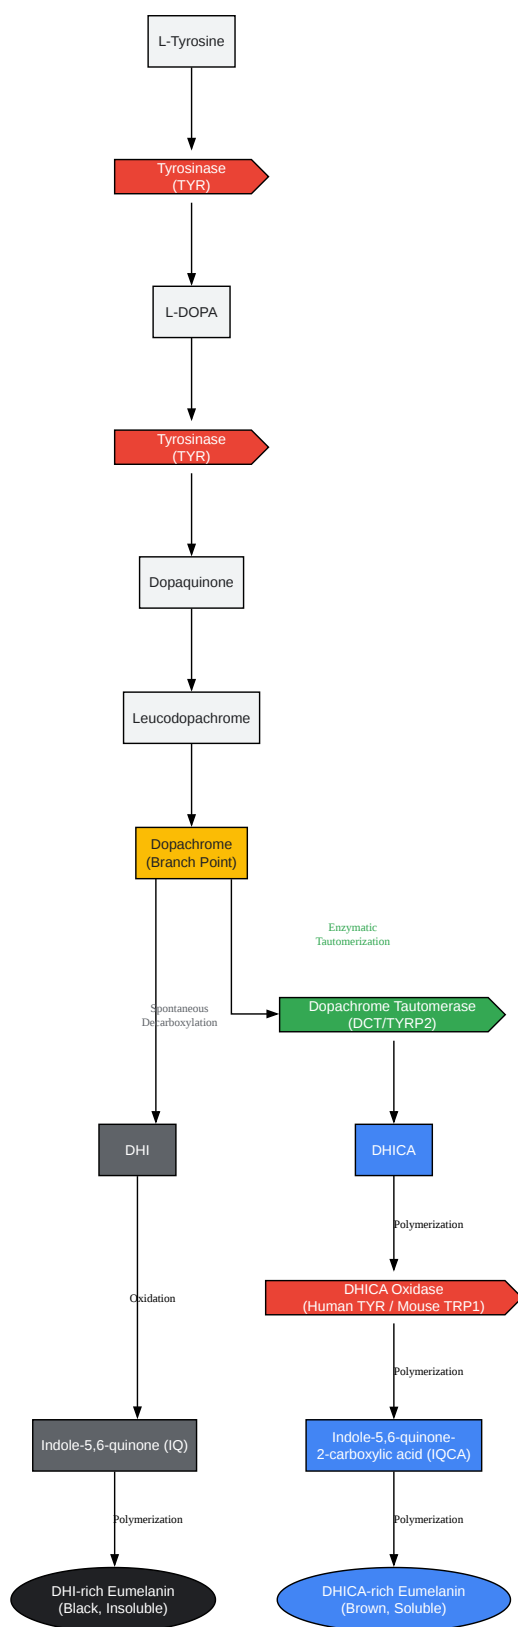 L-Tyrosine
Tyrosinase
(TYR)
L-DOPA
Tyrosinase
(TYR)
Dopaquinone
Leucodopachrome
Dopachrome
(Branch Point)
Enzymatic
Tautomerization
Spontaneous
Decarboxylation
Dopachrome Tautomerase
(DCT/TYRP2)
DHI
DHICA
Polymerization
DHICA Oxidase
(Human TYR / Mouse TRP1)
Oxidation
Polymerization
Indole-5,6-quinone (IQ)
Indole-5,6-quinone-
2-carboxylic acid (IQCA)
Polymerization
Polymerization
DHI-rich Eumelanin
(Black, Insoluble)
DHICA-rich Eumelanin
(Brown, Soluble)